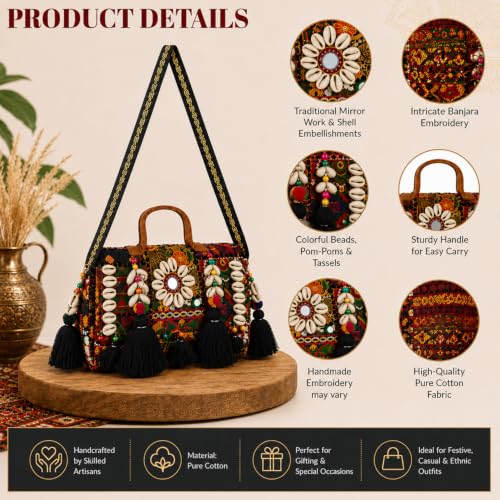 PRODUCT DETAILS
Traditional Mirror
Work & Shell
Embellishments
Intricate Banjara
Embroidery
Colorful Beads,
Pom-Poms &
Tassels
Sturdy Handle
for Easy Carry
Handmade
Embroidery
may vary
High-Quality
Pure Cotton
Fabric
Handcrafted
by Skilled
Artisans
Material:
Pure Cotton
Perfect for
Gifting &
Special Occasions
Ideal for Festive,
Casual & Ethnic
Outfits